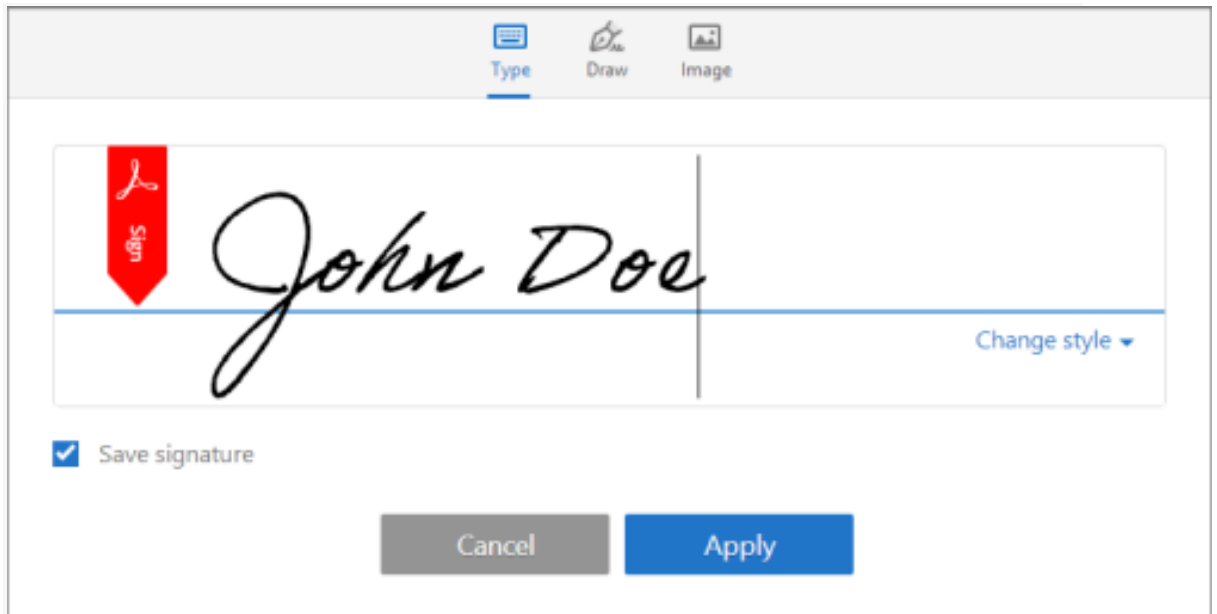 Type Draw Image
Sign
John Doe
Change style
Save signature
Cancel Apply